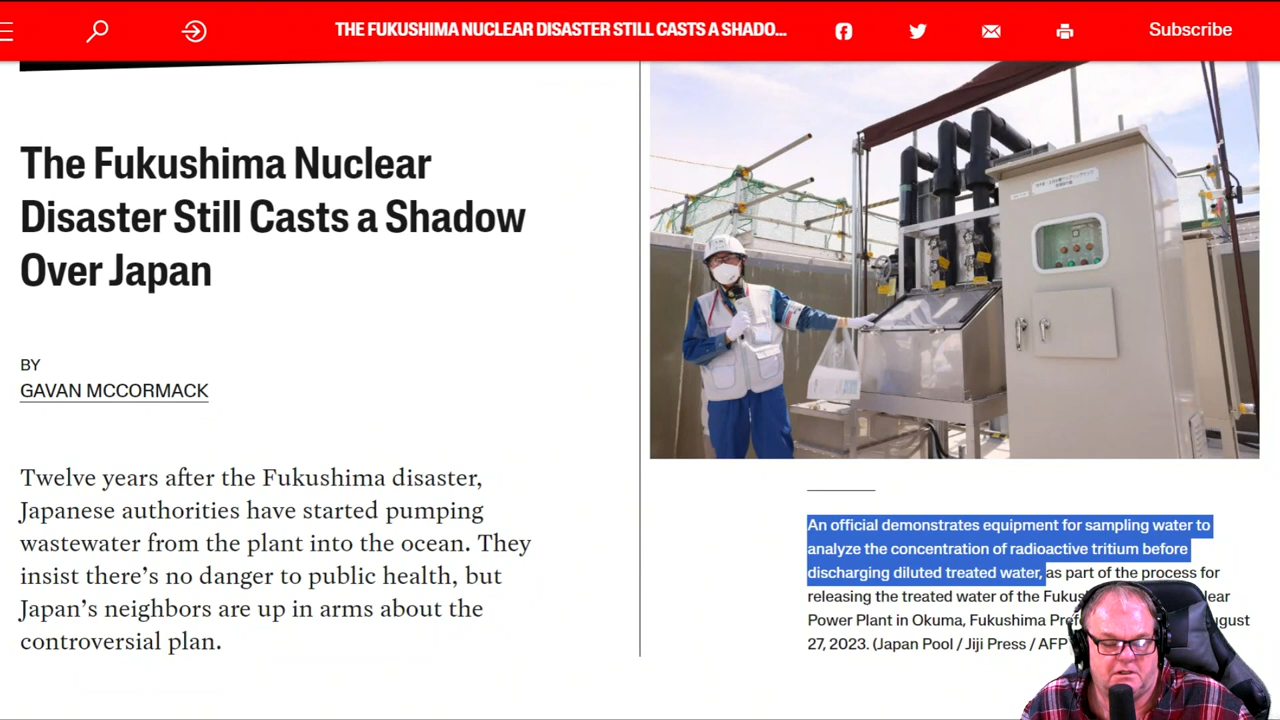 THE FUKUSHIMA NUCLEAR DISASTER STILL CASTS A SHADO...
Subscribe
The Fukushima Nuclear
Disaster Still Casts a Shadow
Over Japan
BY
GAVAN MCCORMACK
Twelve years after the Fukushima disaster,
Japanese authorities have started pumping
wastewater from the plant into the ocean. They
insist there’s no danger to public health, but
Japan’s neighbors are up in arms about the
controversial plan.
An official demonstrates equipment for sampling water to
analyze the concentration of radioactive tritium before
discharging diluted treated water, as part of the process for
releasing the treated water of the
Power Plant in Okuma, Fukushima
27, 2023. (Japan Pool / Jiji Press / AFP